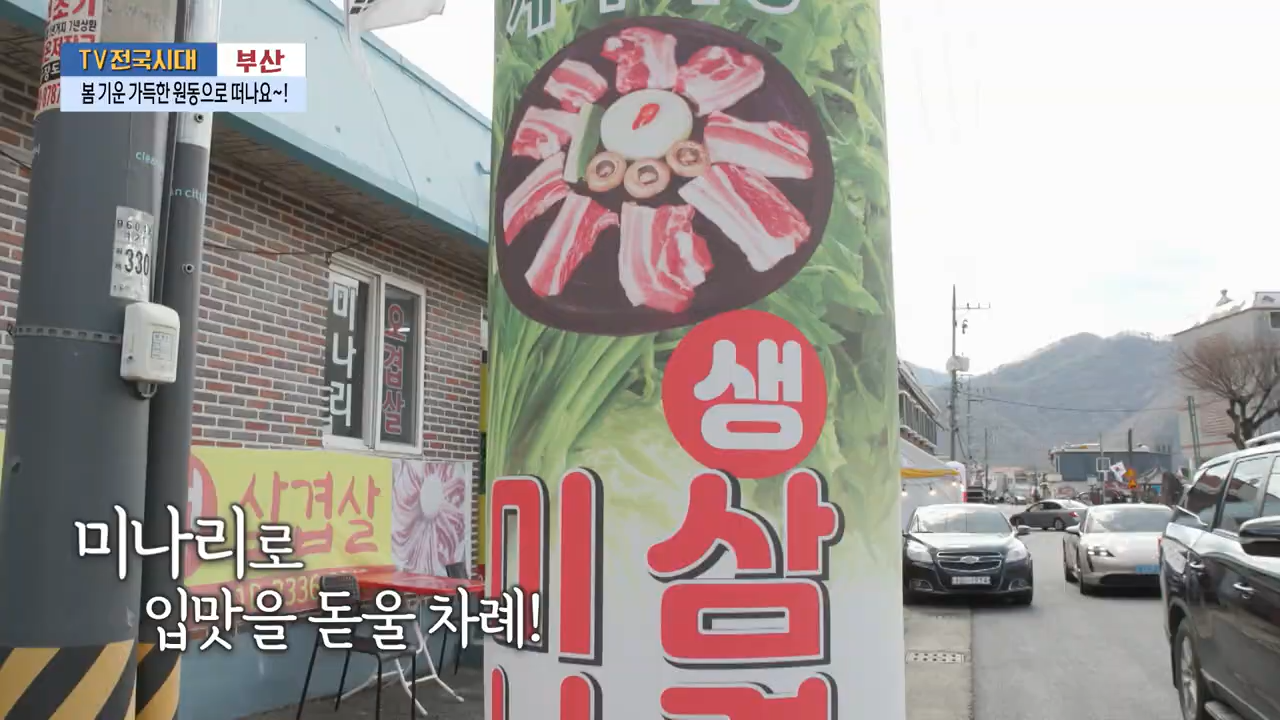 TV전국시대 부산
봄 기운 가득한 원동으로 떠나요~!
330
미나리
오겹살
삼겹살
생
삼
미
미나리로
입맛을 돋울 차례!